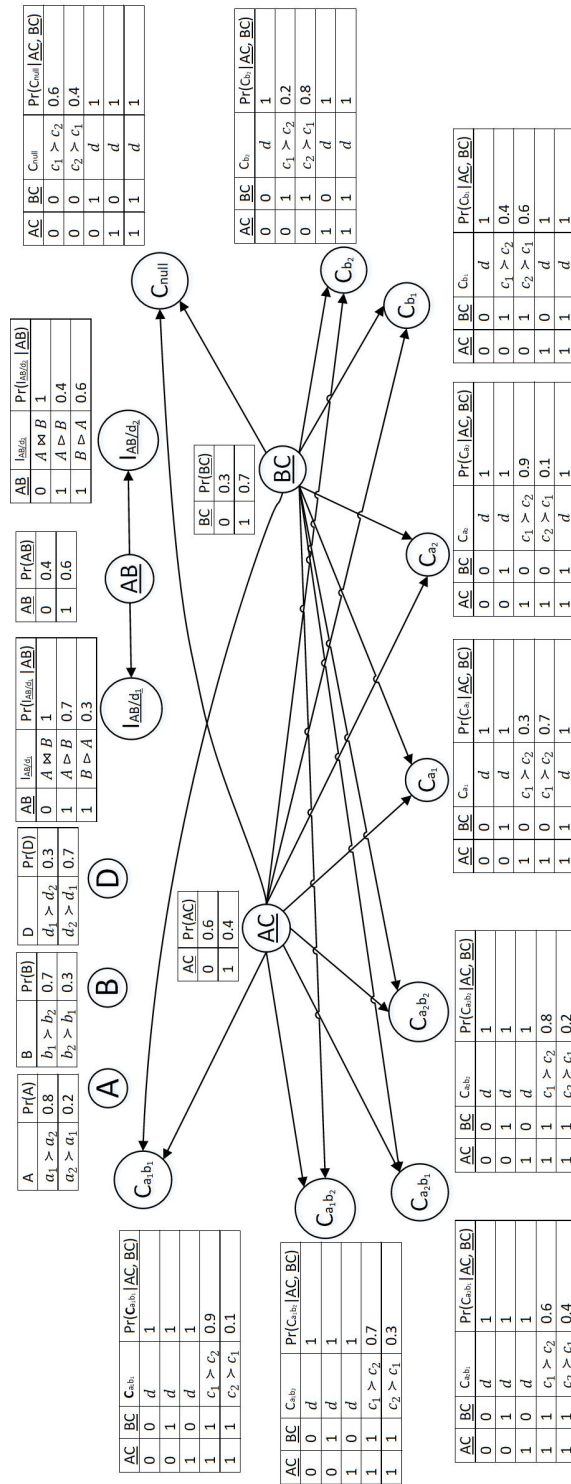 A Pr(A)
a₁ ≻ a₂ 0.8
a₂ ≻ a₁ 0.2
B Pr(B)
b₁ ≻ b₂ 0.7
b₂ ≻ b₁ 0.3
D Pr(D)
d₁ ≻ d₂ 0.3
d₂ ≻ d₁ 0.7
AB I_AB/d₁ Pr(I_AB/d₁|AB)
0 A ⋈ B 1
1 A ⊳ B 0.7
1 B ⊳ A 0.3
AB Pr(AB)
0 0.4
1 0.6
AB I_AB/d₂ Pr(I_AB/d₂|AB)
0 A ⋈ B 1
1 A ⊳ B 0.4
1 B ⊳ A 0.6
AC BC C_null Pr(C_null|AC, BC)
0 0 c₁ ≻ c₂ 0.6
0 0 c₂ ≻ c₁ 0.4
0 1 d 1
1 0 d 1
1 1 d 1
A
B
D
I_AB/d₁
AB
I_AB/d₂
C_null
C_a₁b₁
AC BC C_a₁b₁ Pr(C_a₁b₁|AC, BC)
0 0 d 1
0 1 d 1
1 0 d 1
1 1 c₁ ≻ c₂ 0.9
1 1 c₂ ≻ c₁ 0.1
AC Pr(AC)
0 0.6
1 0.4
BC Pr(BC)
0 0.3
1 0.7
AC
BC
AC BC C_b₂ Pr(C_b₂|AC, BC)
0 0 d 1
0 1 c₁ ≻ c₂ 0.2
0 1 c₂ ≻ c₁ 0.8
1 0 d 1
1 1 d 1
AC BC C_a₁b₂ Pr(C_a₁b₂|AC, BC)
0 0 d 1
0 1 d 1
1 0 d 1
1 1 c₁ ≻ c₂ 0.7
1 1 c₂ ≻ c₁ 0.3
C_a₁b₂
C_b₂
C_a₂b₁
C_a₂b₂
C_a₁
C_a₂
C_b₁
AC BC C_a₂b₁ Pr(C_a₂b₁|AC, BC)
0 0 d 1
0 1 d 1
1 0 d 1
1 1 c₁ ≻ c₂ 0.6
1 1 c₂ ≻ c₁ 0.4
AC BC C_a₂b₂ Pr(C_a₂b₂|AC, BC)
0 0 d 1
0 1 d 1
1 0 d 1
1 1 c₁ ≻ c₂ 0.8
1 1 c₂ ≻ c₁ 0.2
AC BC C_a₁ Pr(C_a₁|AC, BC)
0 0 d 1
0 1 d 1
1 0 c₁ ≻ c₂ 0.3
1 0 c₁ ≻ c₂ 0.7
1 1 d 1
AC BC C_a₂ Pr(C_a₂|AC, BC)
0 0 d 1
0 1 d 1
1 0 c₁ ≻ c₂ 0.9
1 0 c₂ ≻ c₁ 0.1
1 1 d 1
AC BC C_b₁ Pr(C_b₁|AC, BC)
0 0 d 1
0 1 c₁ ≻ c₂ 0.4
0 1 c₂ ≻ c₁ 0.6
1 0 d 1
1 1 d 1